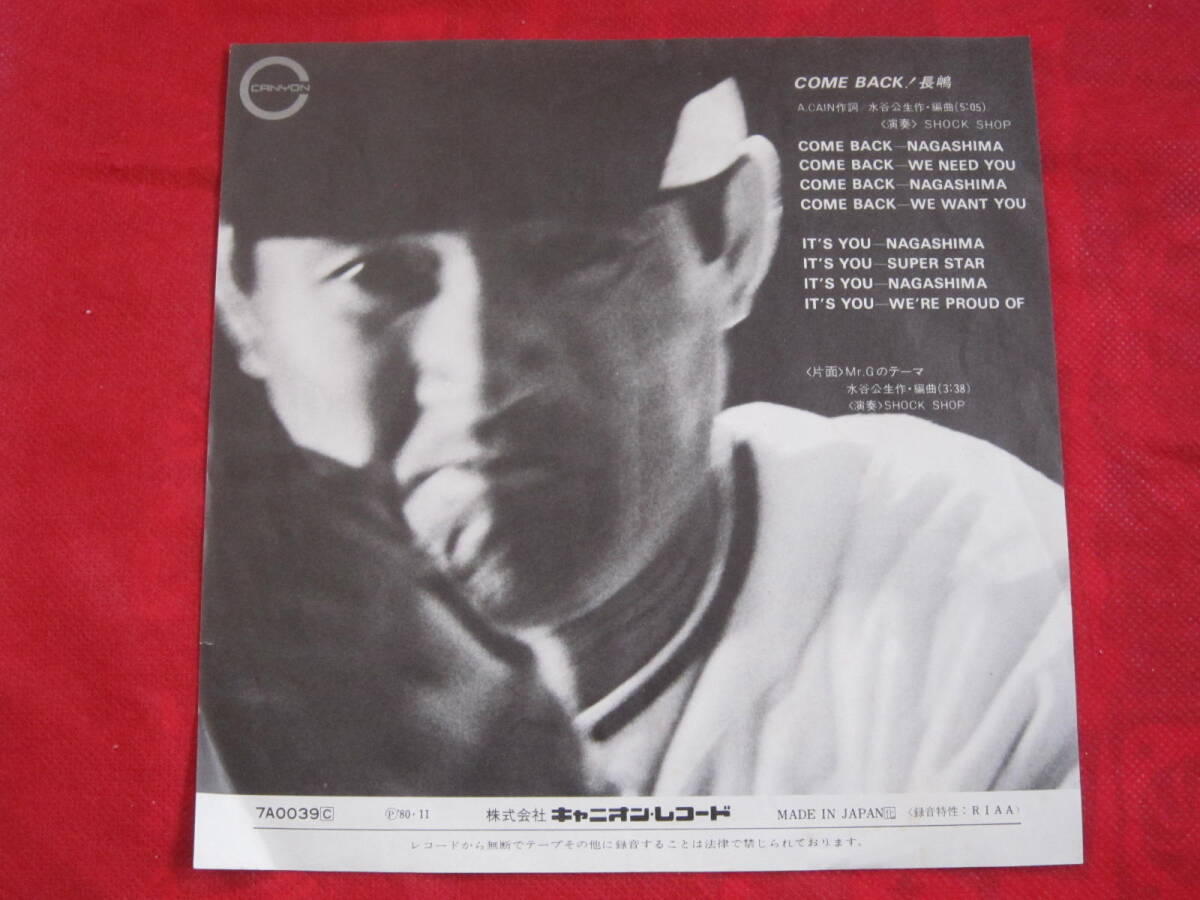 CANYON
COME BACK! 長嶋
A.CAIN作詞/水谷公生作・編曲(5:05)
〈演奏〉SHOCK SHOP
COME BACK—NAGASHIMA
COME BACK—WE NEED YOU
COME BACK—NAGASHIMA
COME BACK—WE WANT YOU
IT'S YOU—NAGASHIMA
IT'S YOU—SUPER STAR
IT'S YOU—NAGASHIMA
IT'S YOU—WE'RE PROUD OF
〈片面〉Mr.Gのテーマ
水谷公生作・編曲(3:38)
〈演奏〉SHOCK SHOP
7A0039 C ℗'80・11 株式会社 キャニオン・レコード MADE IN JAPAN 〈録音特性：RIAA〉
レコードから無断でテープその他に録音することは法律で禁じられております。